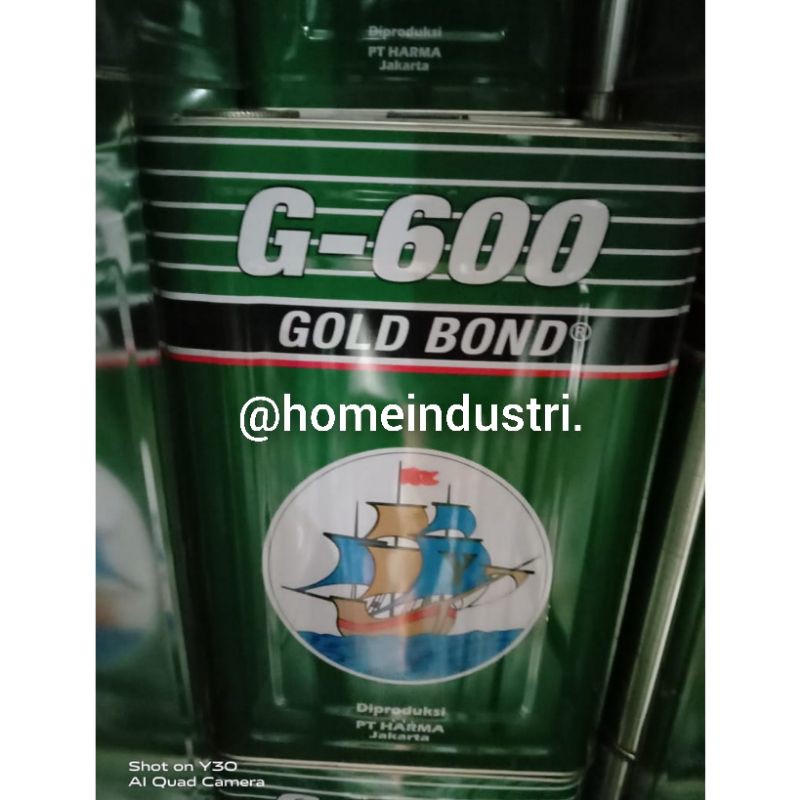 Diproduksi
PT HARMA
Jakarta
G-600
GOLD BOND®
@homeindustri.
Diproduksi
PT HARMA
Jakarta
Shot on Y30
AI Quad Camera